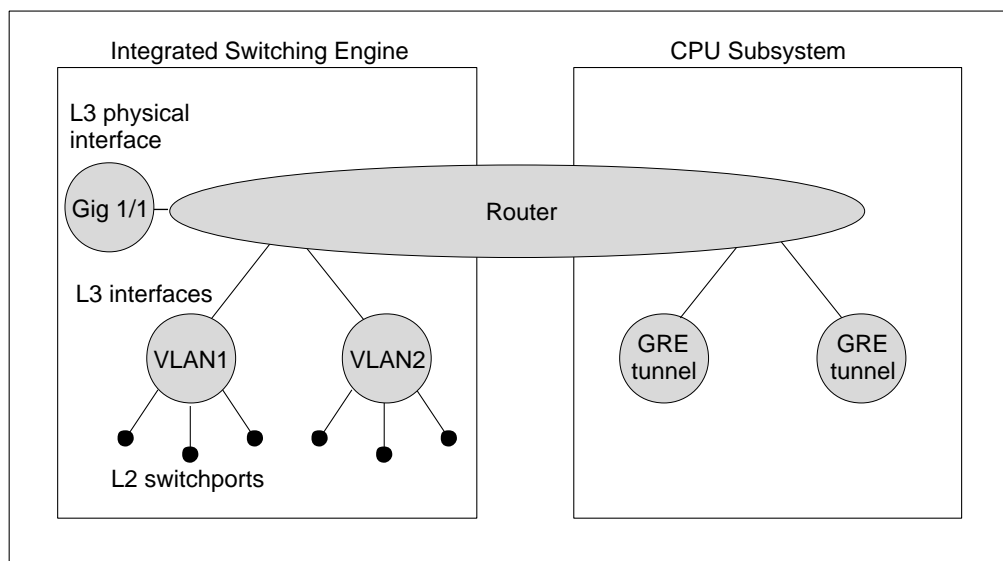 Integrated Switching Engine
CPU Subsystem
L3 physical
interface
Gig 1/1
Router
L3 interfaces
VLAN1
VLAN2
GRE
tunnel
GRE
tunnel
L2 switchports